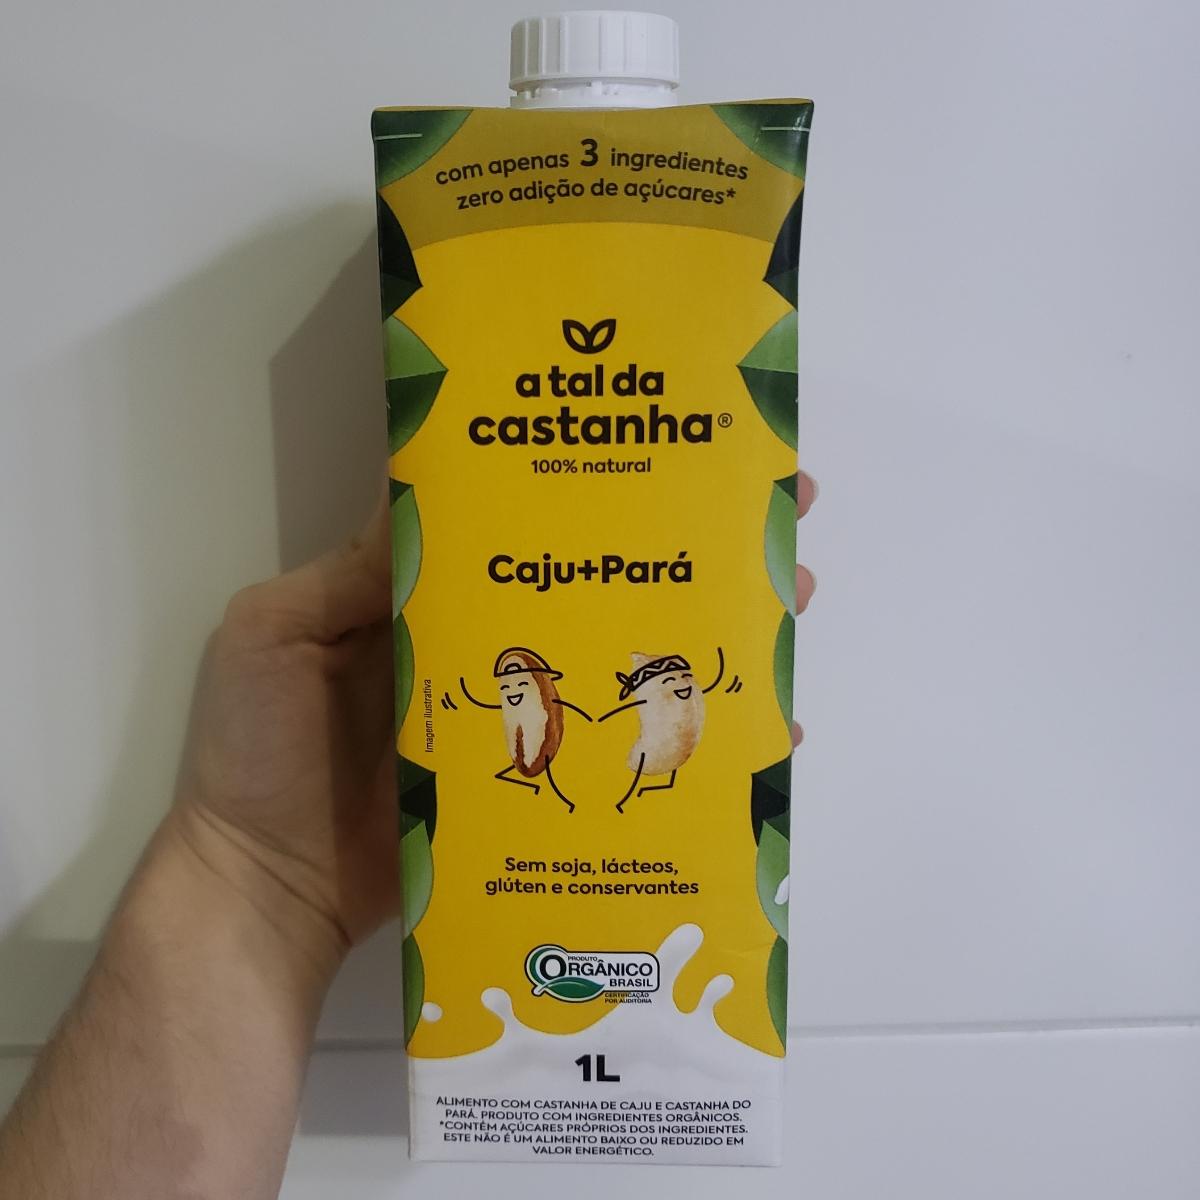 com apenas 3 ingredientes
zero adição de açúcares*
a tal da
castanha®
100% natural
Caju+Pará
Imagem ilustrativa
Sem soja, lácteos,
glúten e conservantes
PRODUTO
ORGÂNICO
BRASIL
CERTIFICAÇÃO
POR AUDITORIA
1L
ALIMENTO COM CASTANHA DE CAJU E CASTANHA DO
PARÁ. PRODUTO COM INGREDIENTES ORGÂNICOS.
*CONTÉM AÇÚCARES PRÓPRIOS DOS INGREDIENTES.
ESTE NÃO É UM ALIMENTO BAIXO OU REDUZIDO EM
VALOR ENERGÉTICO.